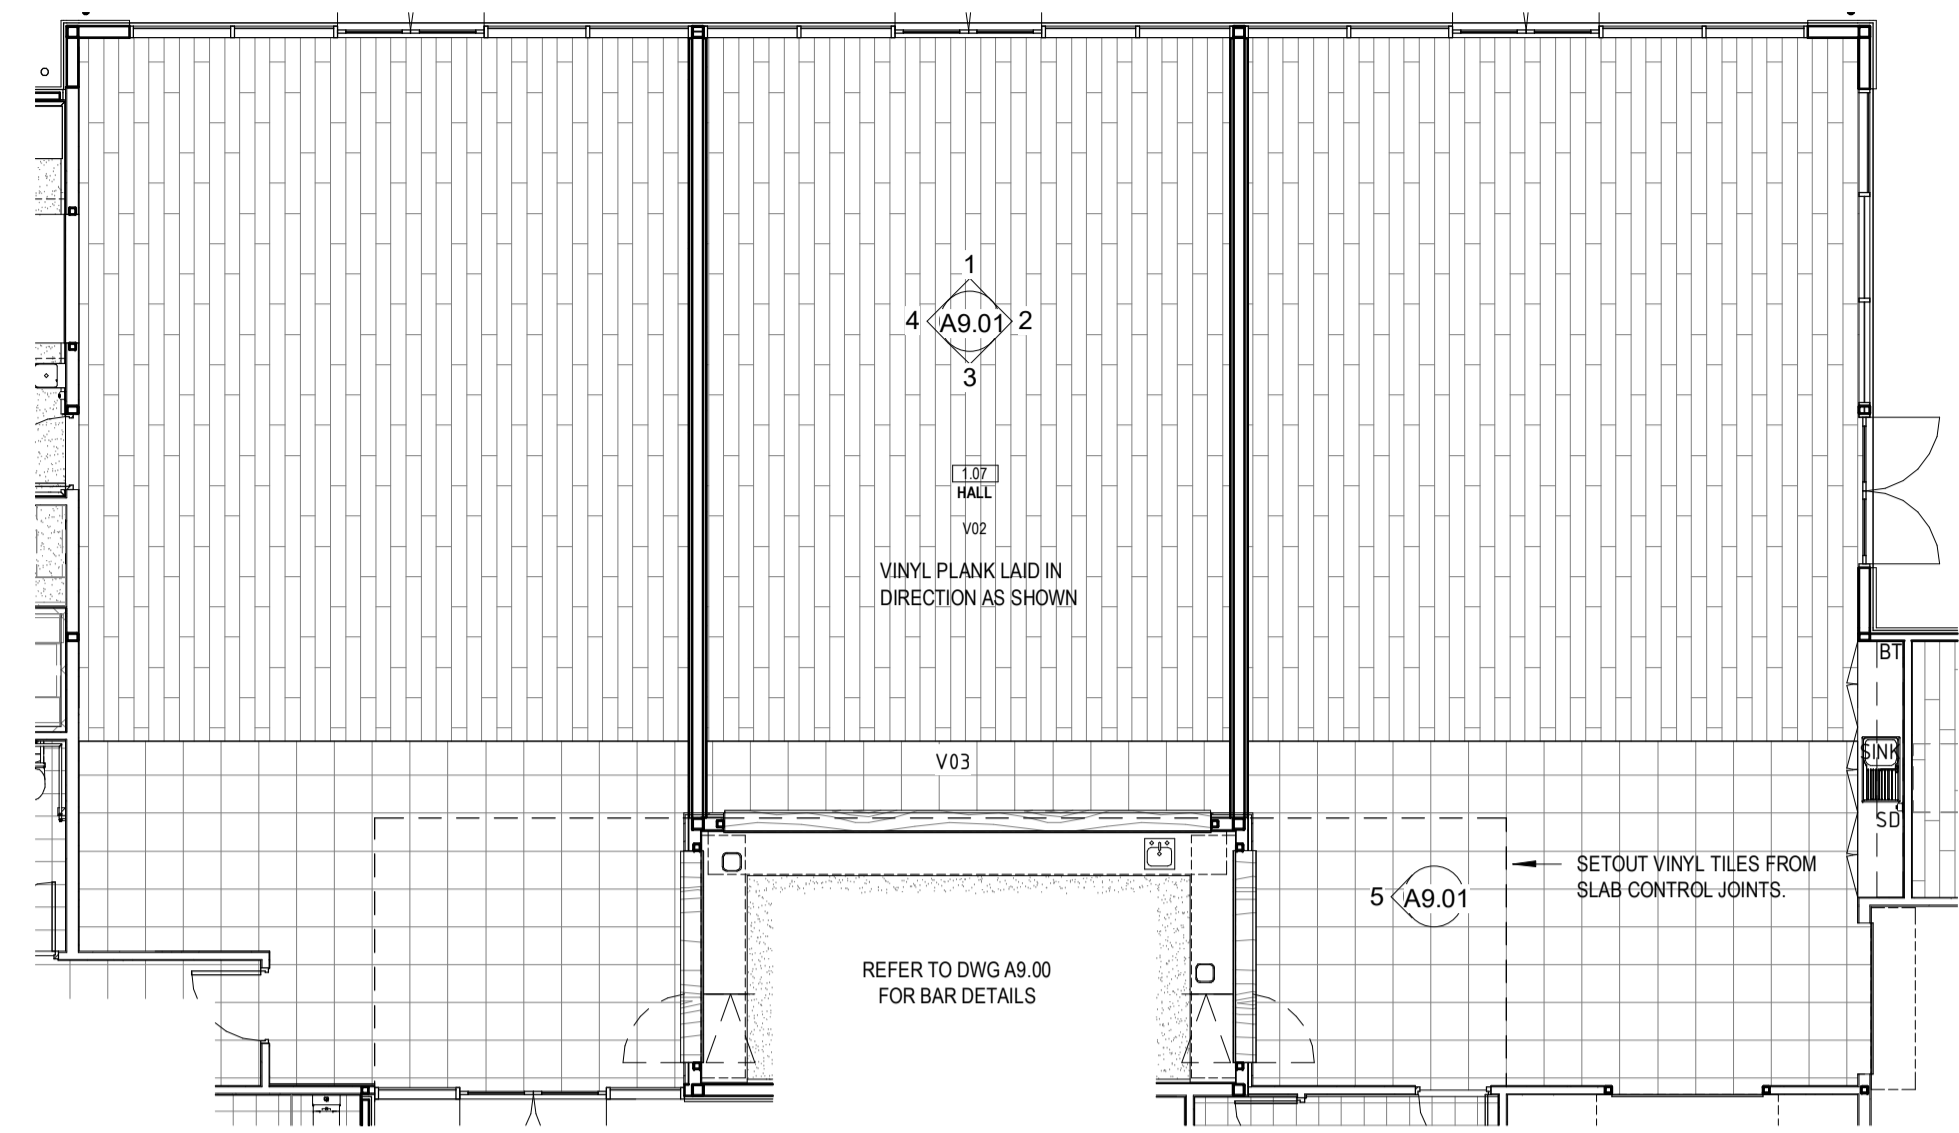 1
4 A9.01 2
3
1.07
HALL
V02
VINYL PLANK LAID IN
DIRECTION AS SHOWN
BT
V03
SINK
SD
SETOUT VINYL TILES FROM
SLAB CONTROL JOINTS.
5 A9.01
REFER TO DWG A9.00
FOR BAR DETAILS